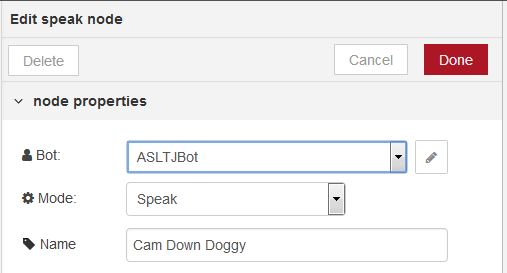 Edit speak node
Delete Cancel Done
node properties
Bot: ASLTJBot
Mode: Speak
Name Cam Down Doggy